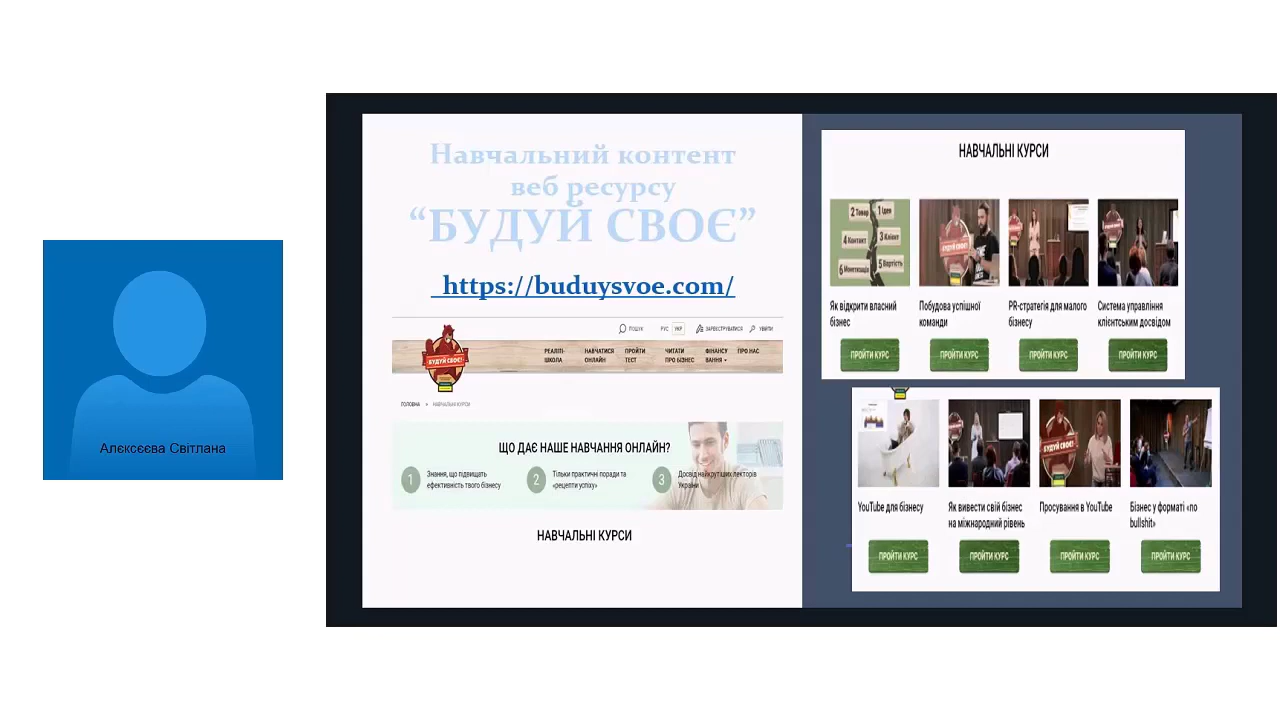 Алєксєєва Світлана
Навчальний контент
веб ресурсу
“БУДУЙ СВОЄ”
https://buduysvoe.com/
ПОШУК
РУС УКР
ЗАРЕЄСТРУВАТИСЯ
УВІЙТИ
БУДУЙ СВОЄ!
РЕАЛІТІ-
ШКОЛА
НАВЧАТИСЯ
ОНЛАЙН
ПРОЙТИ
ТЕСТ
ЧИТАТИ
ПРО БІЗНЕС
ФІНАНСУ
ВАННЯ
ПРО НАС
ГОЛОВНА • НАВЧАЛЬНІ КУРСИ
ЩО ДАЄ НАШЕ НАВЧАННЯ ОНЛАЙН?
1
Знання, що підвищать
ефективність твого бізнесу
2
Тільки практичні поради та
«рецепти успіху»
3
Досвід найкрутіших лекторів
України
НАВЧАЛЬНІ КУРСИ
НАВЧАЛЬНІ КУРСИ
2 Товар
1 Ідея
4 Контакт
3 Клієнт
6 Монетизація
5 Вартість
БУДУЙ СВОЄ!
Як відкрити власний
бізнес
ПРОЙТИ КУРС
Побудова успішної
команди
ПРОЙТИ КУРС
PR-стратегія для малого
бізнесу
ПРОЙТИ КУРС
Система управління
клієнтським досвідом
ПРОЙТИ КУРС
БУДУЙ СВОЄ!
YouTube для бізнесу
ПРОЙТИ КУРС
Як вивести свій бізнес
на міжнародний рівень
ПРОЙТИ КУРС
Просування в YouTube
ПРОЙТИ КУРС
Бізнес у форматі «no
bullshit»
ПРОЙТИ КУРС